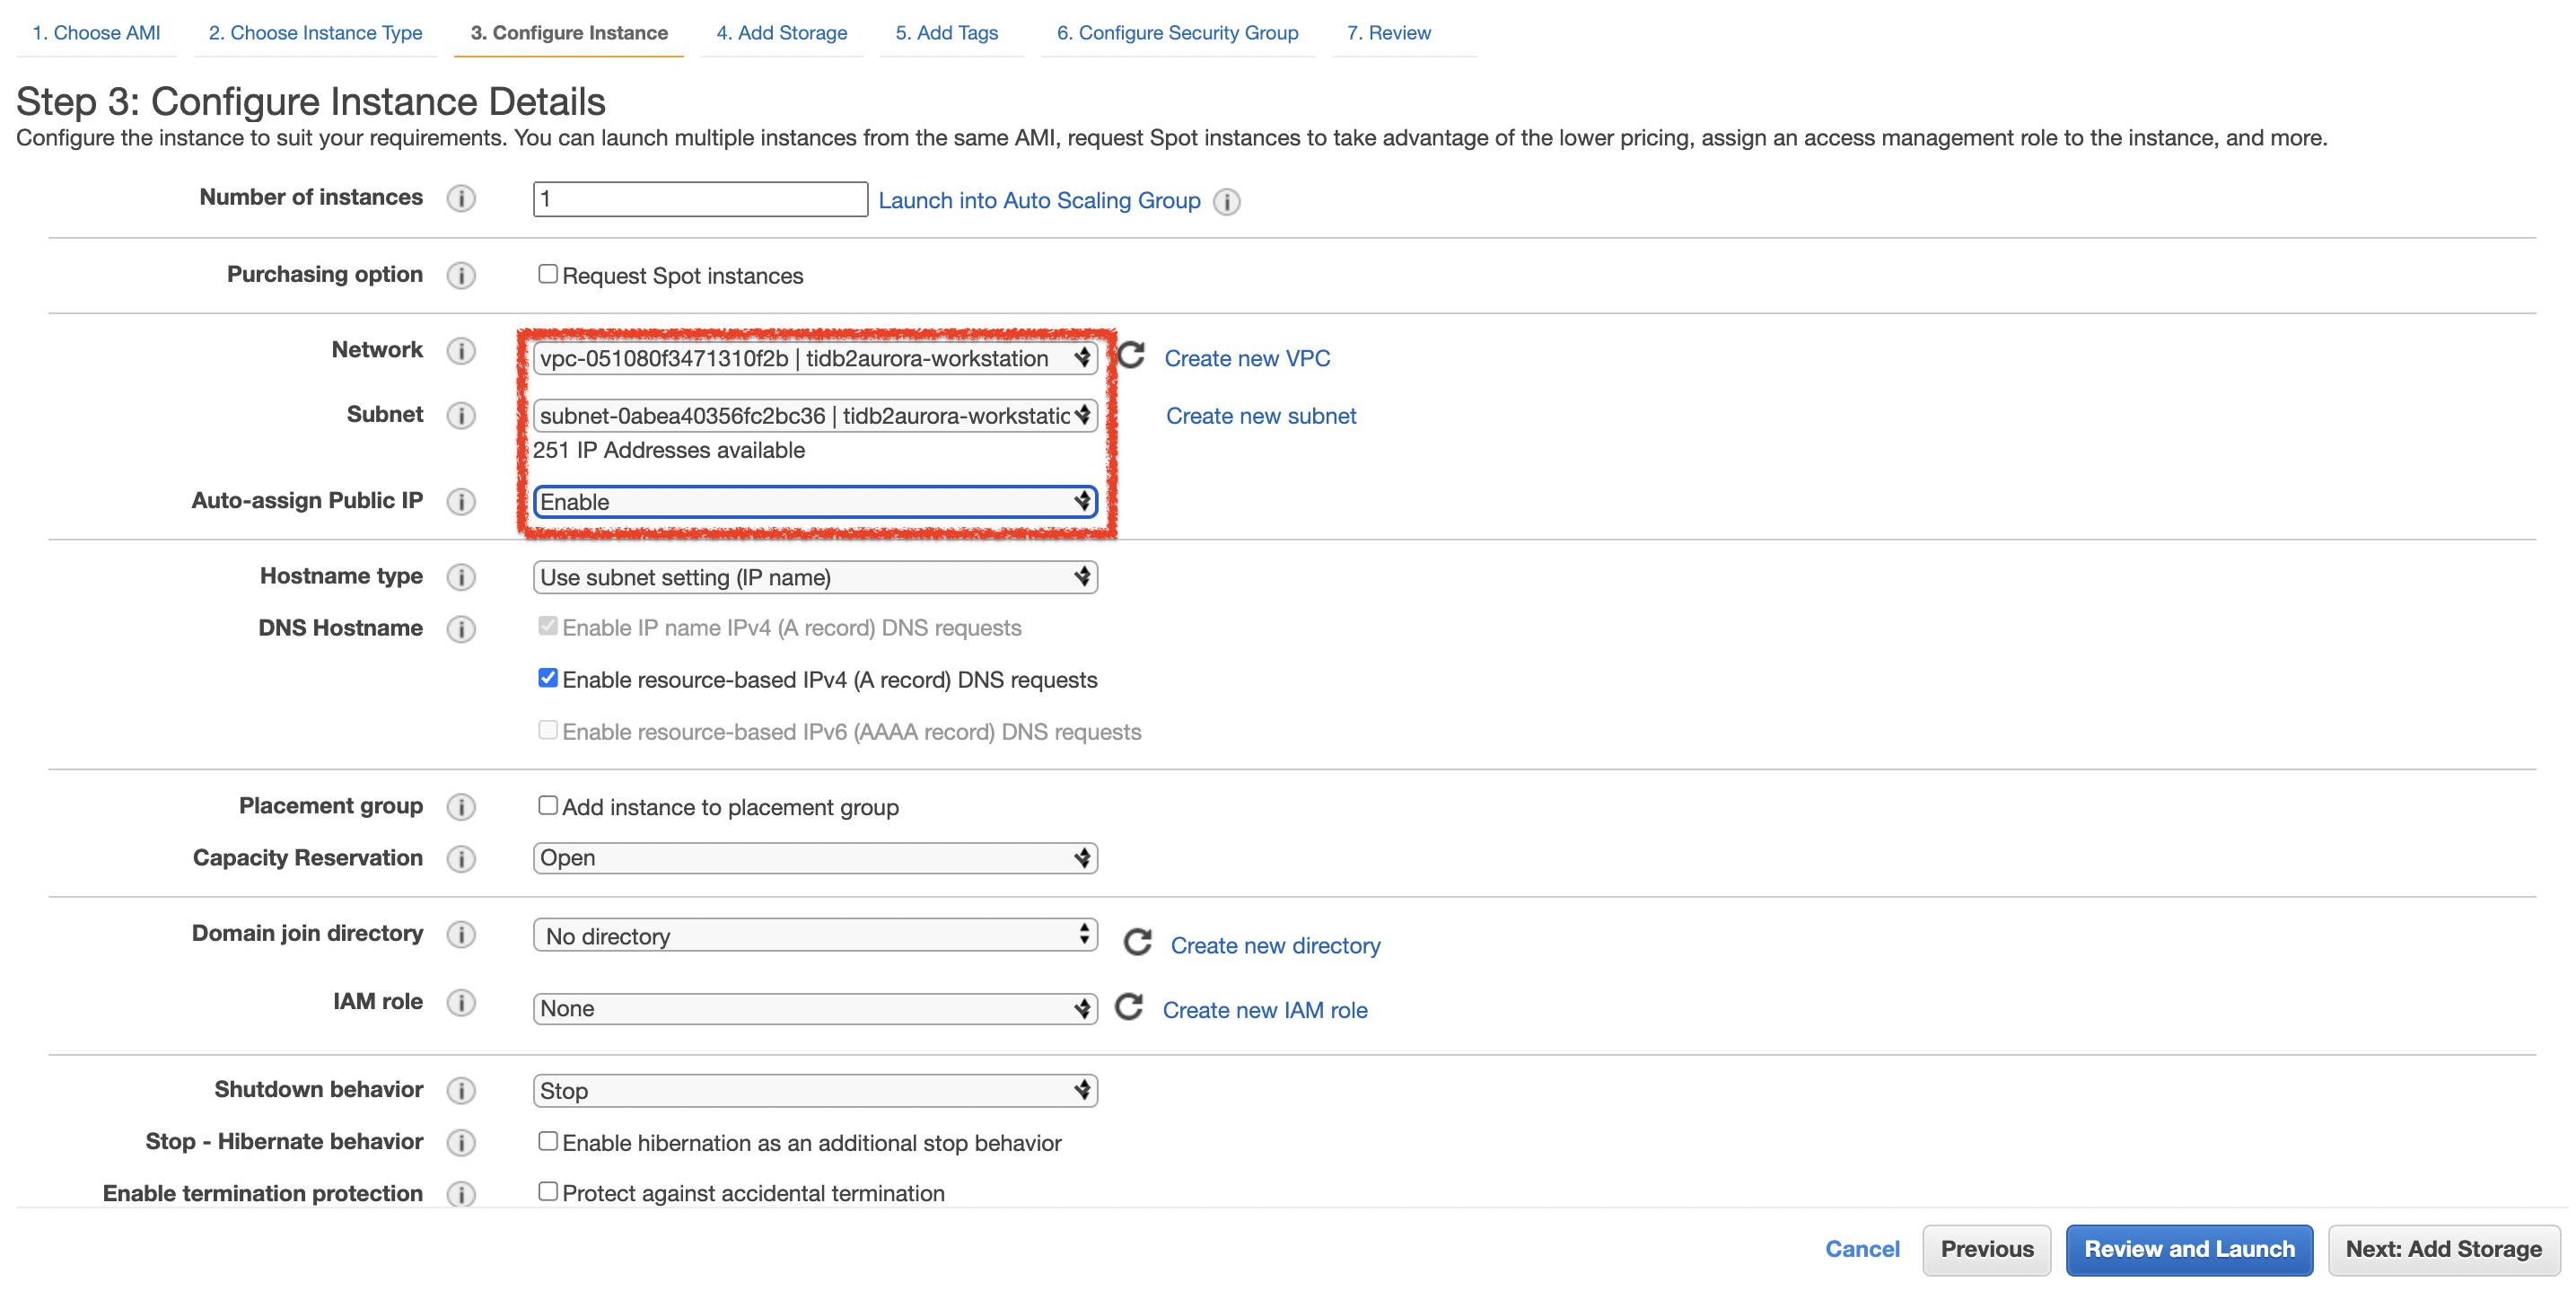 1. Choose AMI 2. Choose Instance Type 3. Configure Instance 4. Add Storage 5. Add Tags 6. Configure Security Group 7. Review
Step 3: Configure Instance Details
Configure the instance to suit your requirements. You can launch multiple instances from the same AMI, request Spot instances to take advantage of the lower pricing, assign an access management role to the instance, and more.
Number of instances i 1 Launch into Auto Scaling Group i
Purchasing option i Request Spot instances
Network i vpc-051080f3471310f2b | tidb2aurora-workstation Create new VPC
Subnet i subnet-0abea40356fc2bc36 | tidb2aurora-workstatic Create new subnet
251 IP Addresses available
Auto-assign Public IP i Enable
Hostname type i Use subnet setting (IP name)
DNS Hostname i Enable IP name IPv4 (A record) DNS requests
Enable resource-based IPv4 (A record) DNS requests
Enable resource-based IPv6 (AAAA record) DNS requests
Placement group i Add instance to placement group
Capacity Reservation i Open
Domain join directory i No directory Create new directory
IAM role i None Create new IAM role
Shutdown behavior i Stop
Stop - Hibernate behavior i Enable hibernation as an additional stop behavior
Enable termination protection i Protect against accidental termination
Cancel Previous Review and Launch Next: Add Storage